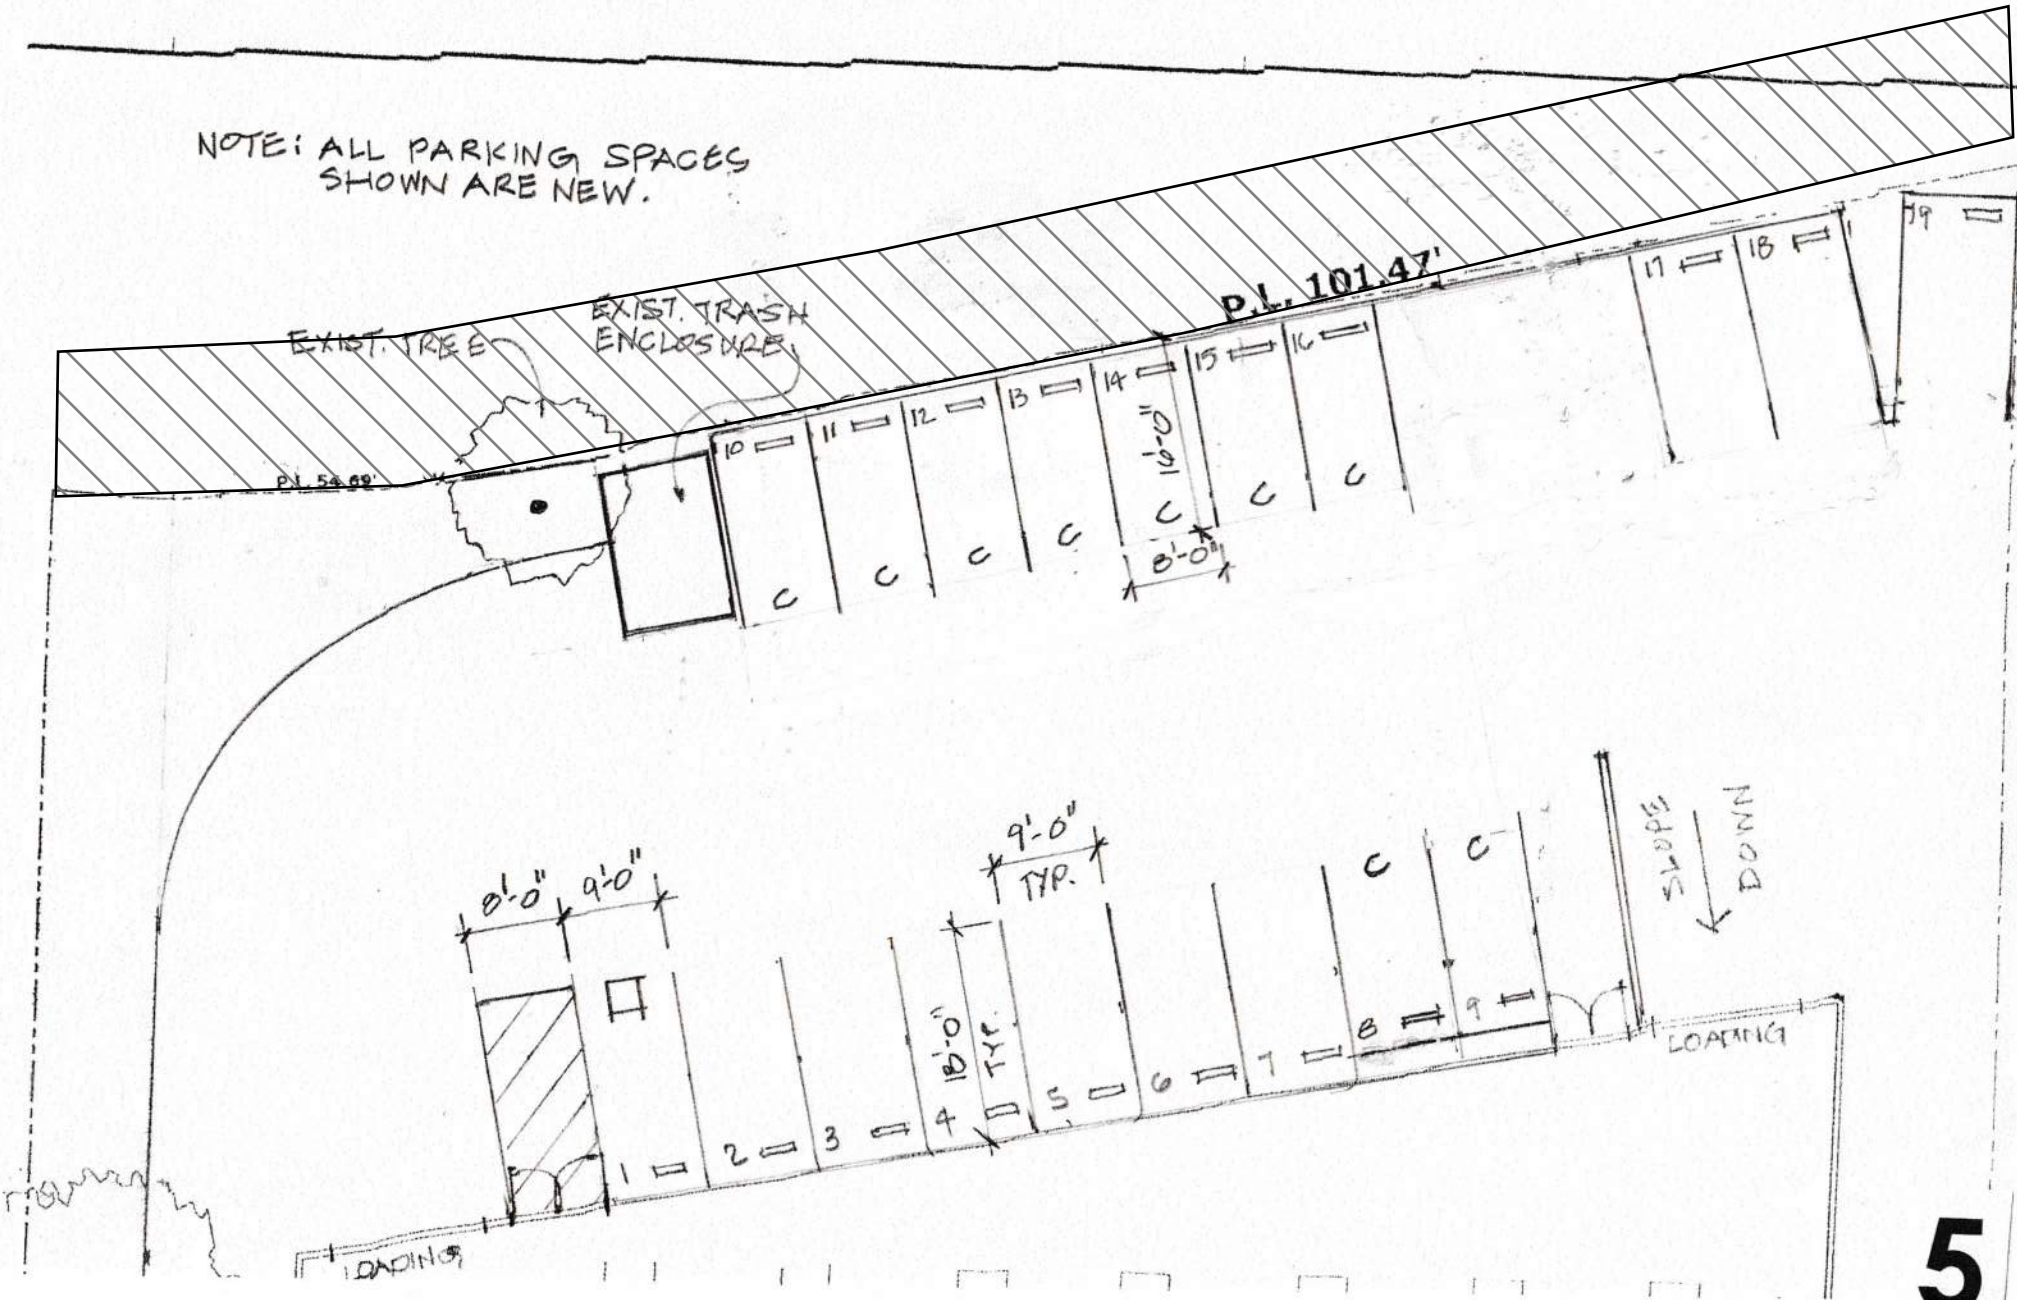 NOTE: ALL PARKING SPACES
SHOWN ARE NEW.
EXIST. TREE
EXIST. TRASH
ENCLOSURE
P.L. 101.47'
P.L. 54.69'
10
11
12
13
14
15
16
17
18
19
16'-0"
C
C
C
C
C
C
C
8'-0"
8'-0"
9'-0"
9'-0"
TYP.
18'-0"
TYP.
C
C
SLOPE
DOWN
1
2
3
4
5
6
7
8
9
LOADING
LOADING
5